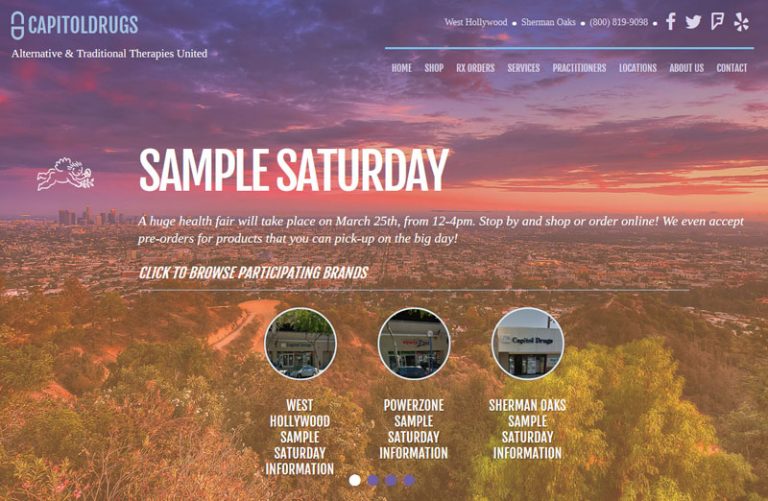 CAPITOLDRUGS
Alternative & Traditional Therapies United
West Hollywood • Sherman Oaks • (800) 819-9098 •
HOME SHOP RX ORDERS SERVICES PRACTITIONERS LOCATIONS ABOUT US CONTACT
SAMPLE SATURDAY
A huge health fair will take place on March 25th, from 12-4pm. Stop by and shop or order online! We even accept
pre-orders for products that you can pick-up on the big day!
CLICK TO BROWSE PARTICIPATING BRANDS
Capitol Drugs
WEST
HOLLYWOOD
SAMPLE
SATURDAY
INFORMATION
POWERZONE
SAMPLE
SATURDAY
INFORMATION
SHERMAN OAKS
SAMPLE
SATURDAY
INFORMATION